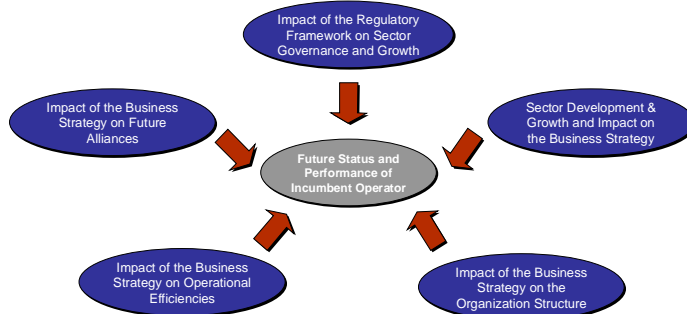 Impact of the Regulatory
Framework on Sector
Governance and Growth
Impact of the Business
Strategy on Future
Alliances
Sector Development &
Growth and Impact on
the Business Strategy
Future Status and
Performance of
Incumbent Operator
Impact of the Business
Strategy on Operational
Efficiencies
Impact of the Business
Strategy on the
Organization Structure